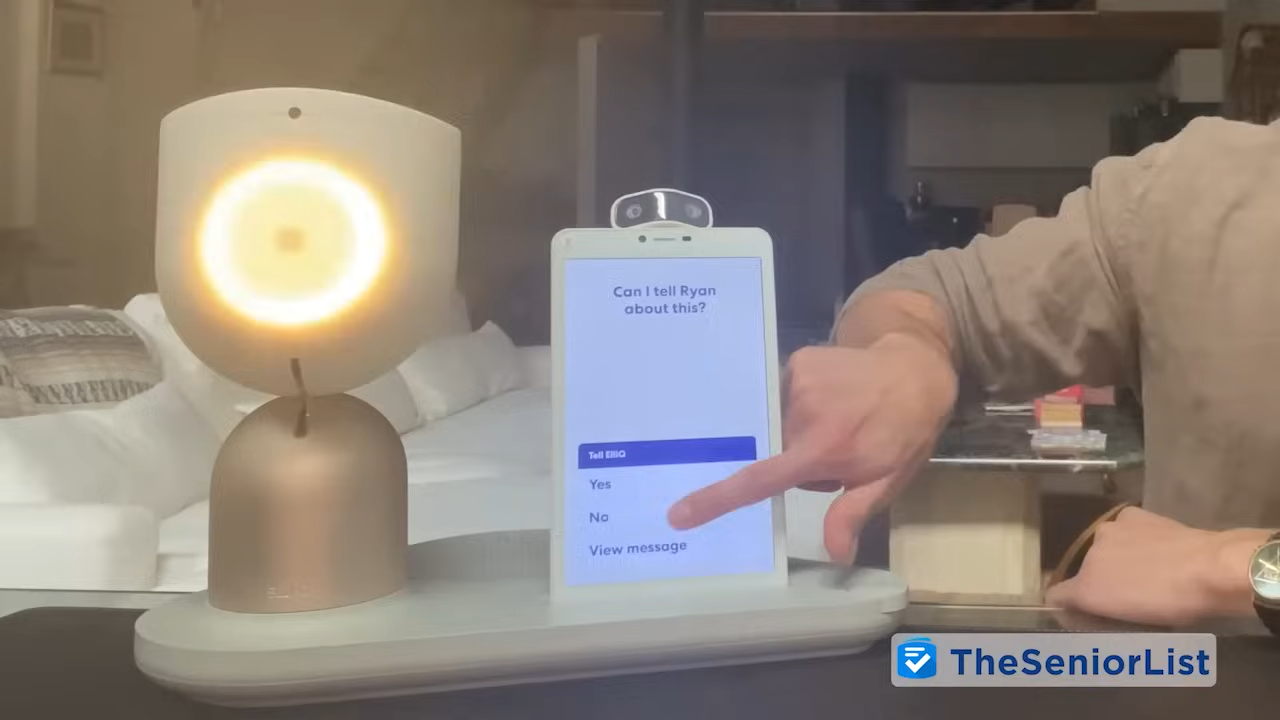 Can I tell Ryan
about this?
Tell ElliQ
Yes
No
View message
TheSeniorList